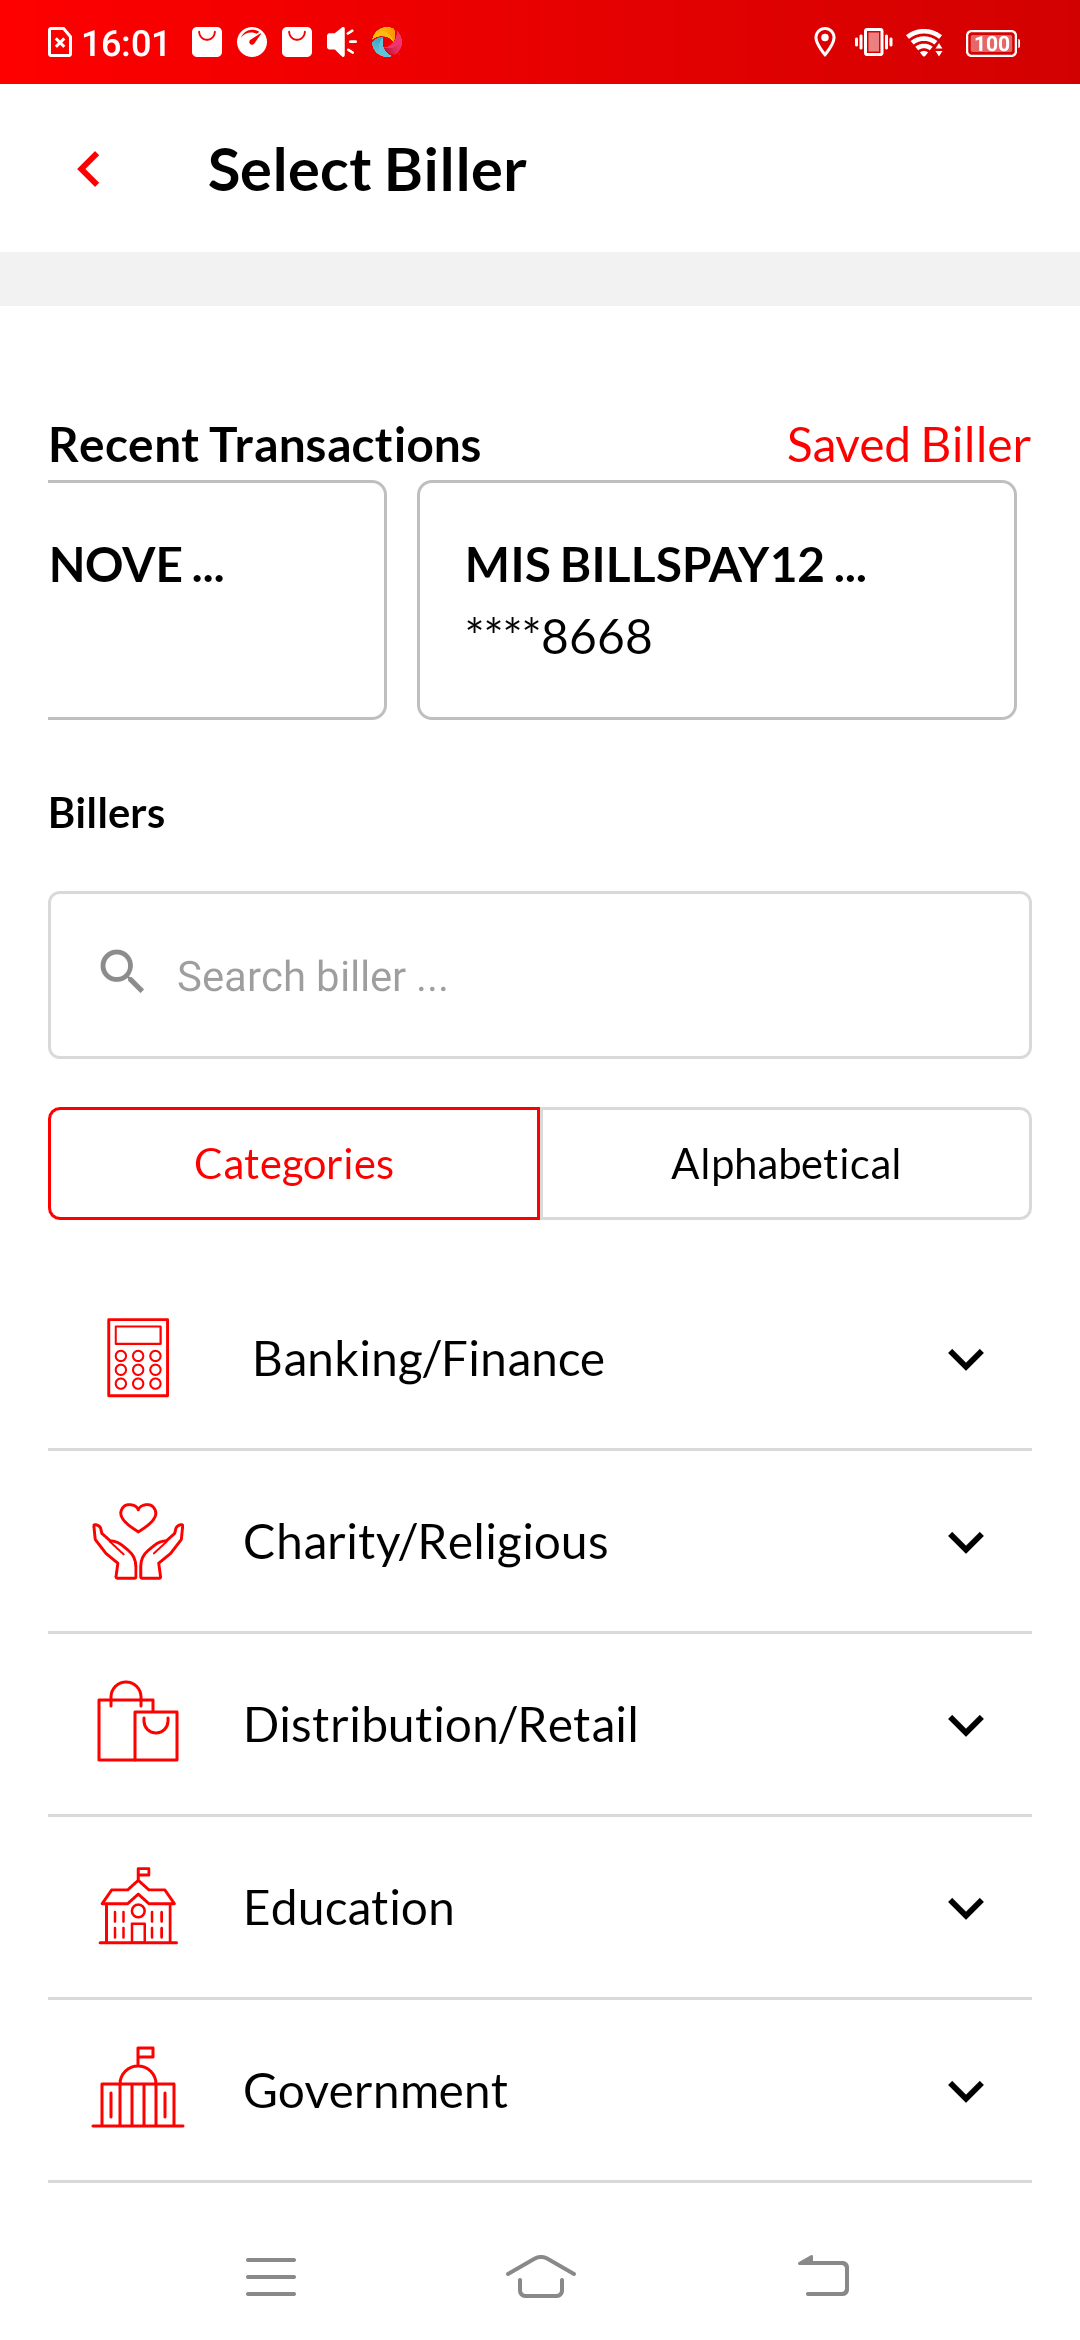 16:01
100
Select Biller
Recent Transactions
Saved Biller
NOVE ...
MIS BILLSPAY12 ...
****8668
Billers
Search biller ...
Categories
Alphabetical
Banking/Finance
Charity/Religious
Distribution/Retail
Education
Government